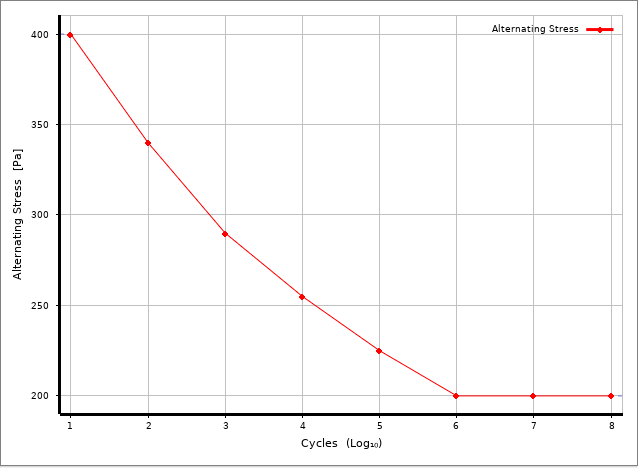 Alternating Stress
400
350
300
250
200
Alternating Stress [Pa]
1 2 3 4 5 6 7 8
Cycles (Log₁₀)